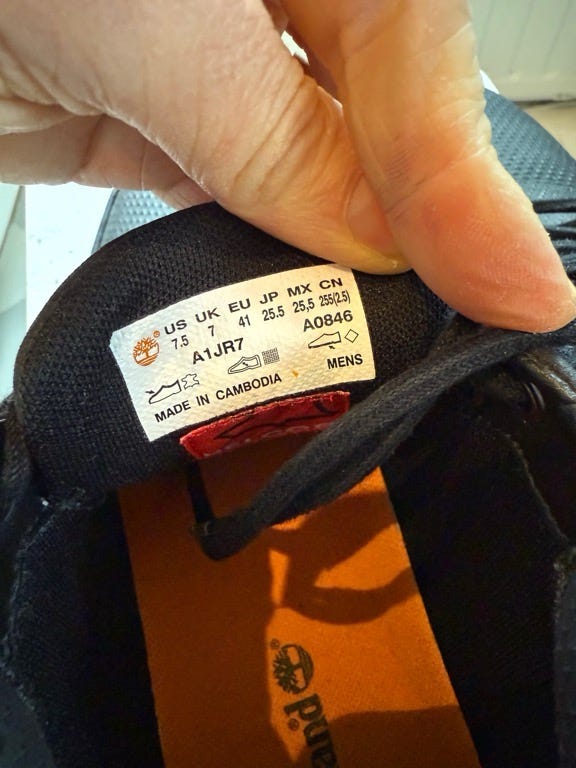 ® US UK EU JP MX CN
7.5 7 41 25.5 25,5 255(2.5)
A1JR7 A0846
MENS
MADE IN CAMBODIA
and®